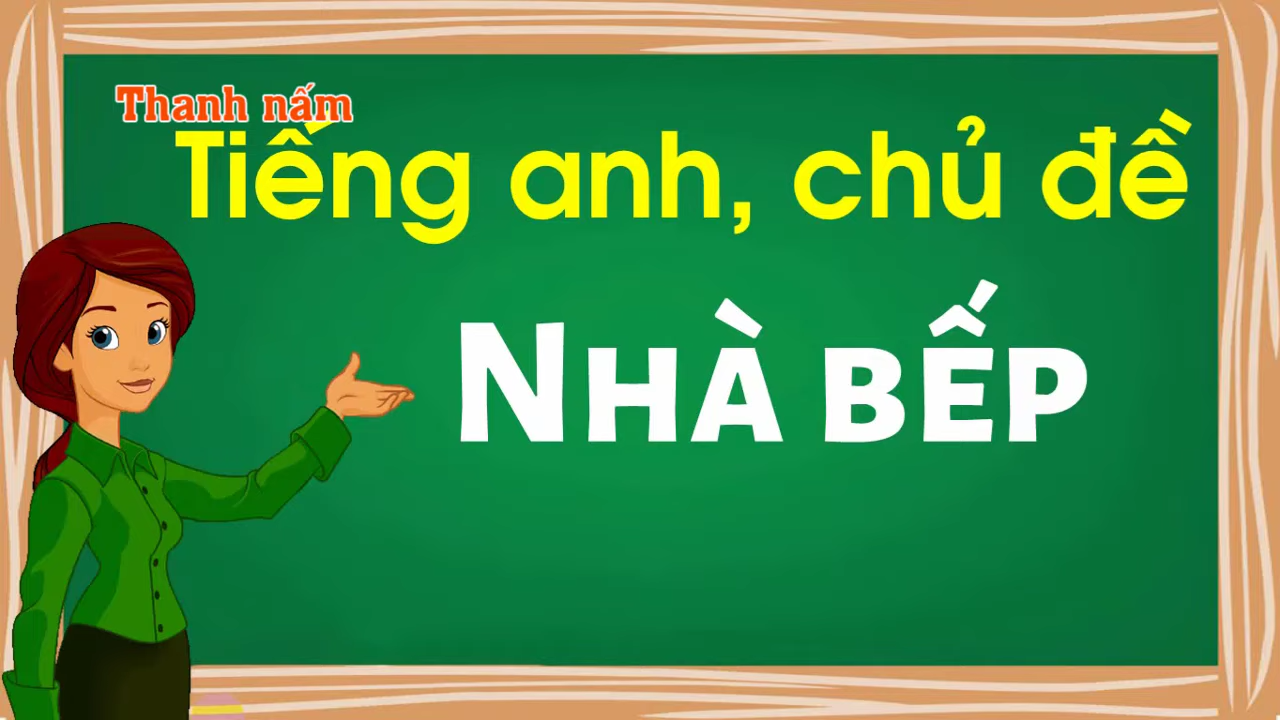 Thanh nấm
Tiếng anh, chủ đề
NHÀ BẾP